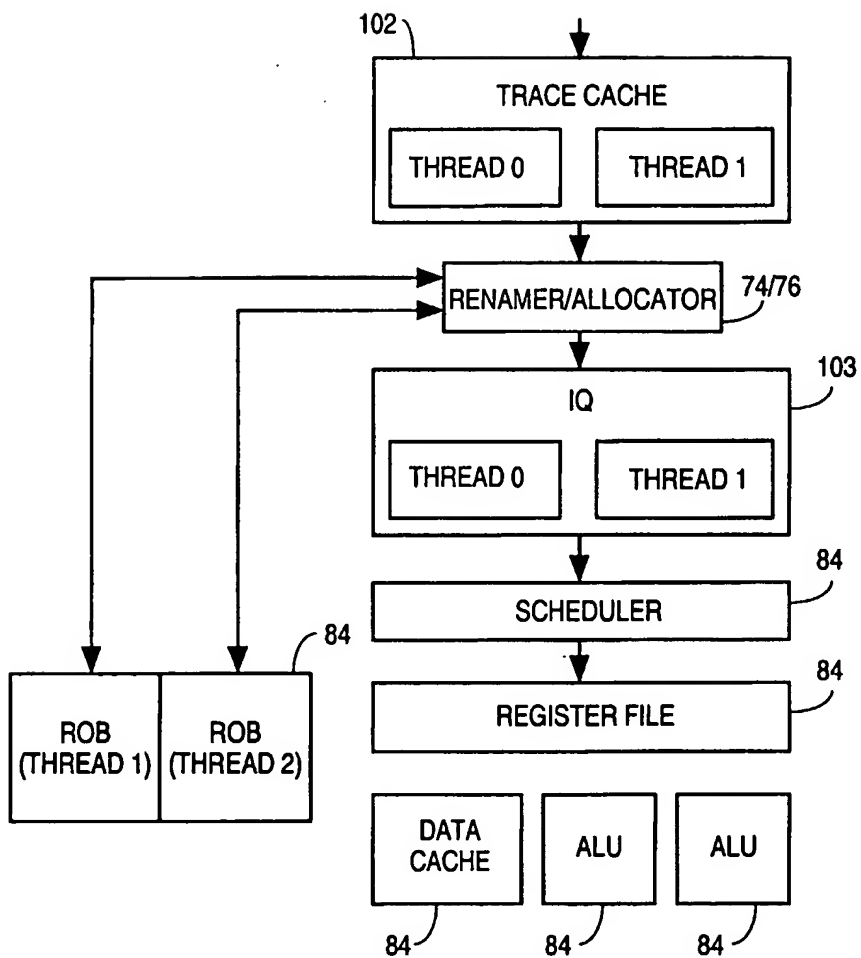 102
TRACE CACHE
THREAD 0
THREAD 1
RENAMER/ALLOCATOR
74/76
103
IQ
THREAD 0
THREAD 1
84
SCHEDULER
84
REGISTER FILE
84
ROB
(THREAD 1)
ROB
(THREAD 2)
DATA
CACHE
ALU
ALU
84
84
84